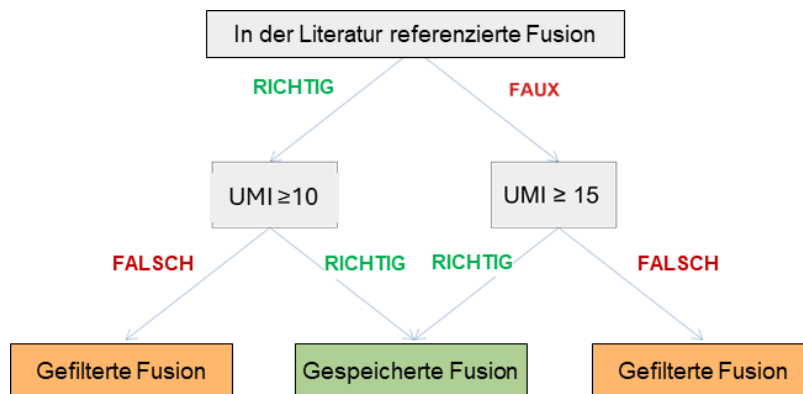 In der Literatur referenzierte Fusion
RICHTIG
FAUX
UMI ≥10
UMI ≥ 15
FALSCH
RICHTIG
RICHTIG
FALSCH
Gefilterte Fusion
Gespeicherte Fusion
Gefilterte Fusion